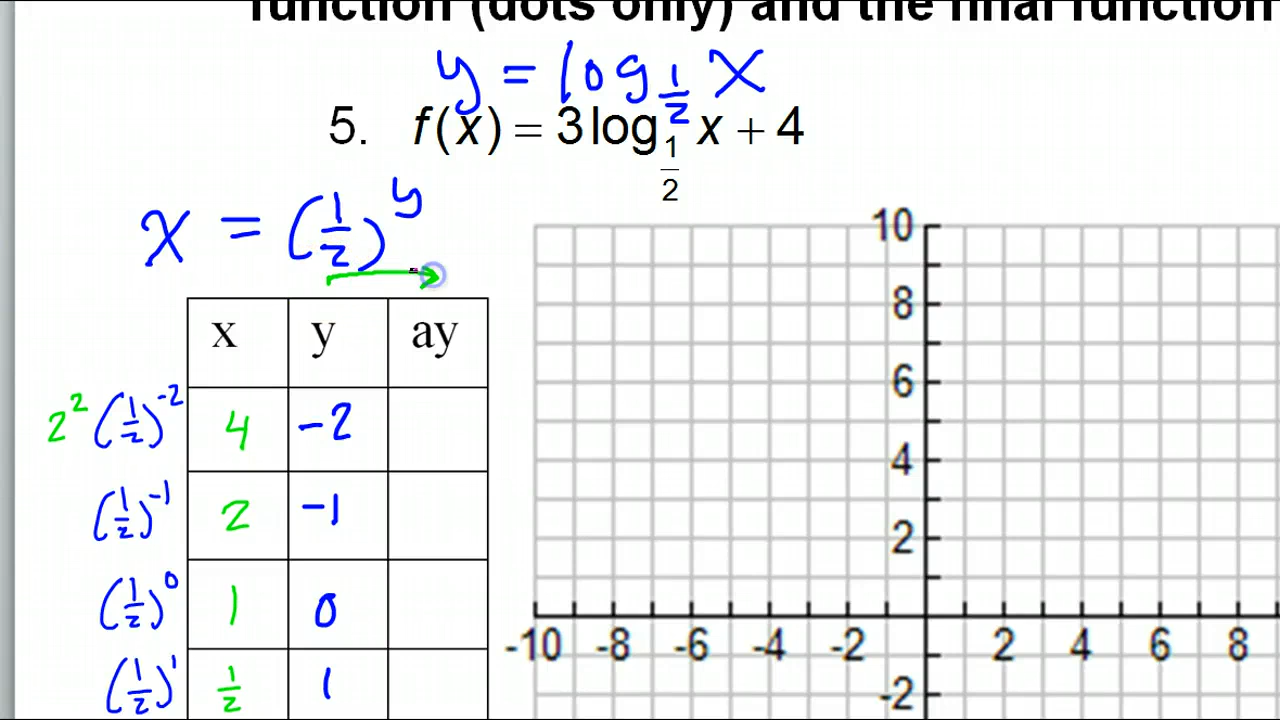 function (dots only) and the final function
y = log 1/2 x
5. f(x) = 3 log 1/2 x + 4
x = (1/2)^y
x y ay
2^2 (1/2)^-2 4 -2
(1/2)^-1 2 -1
(1/2)^0 1 0
(1/2)^1 1/2 1
10
8
6
4
2
-10 -8 -6 -4 -2 2 4 6 8
-2